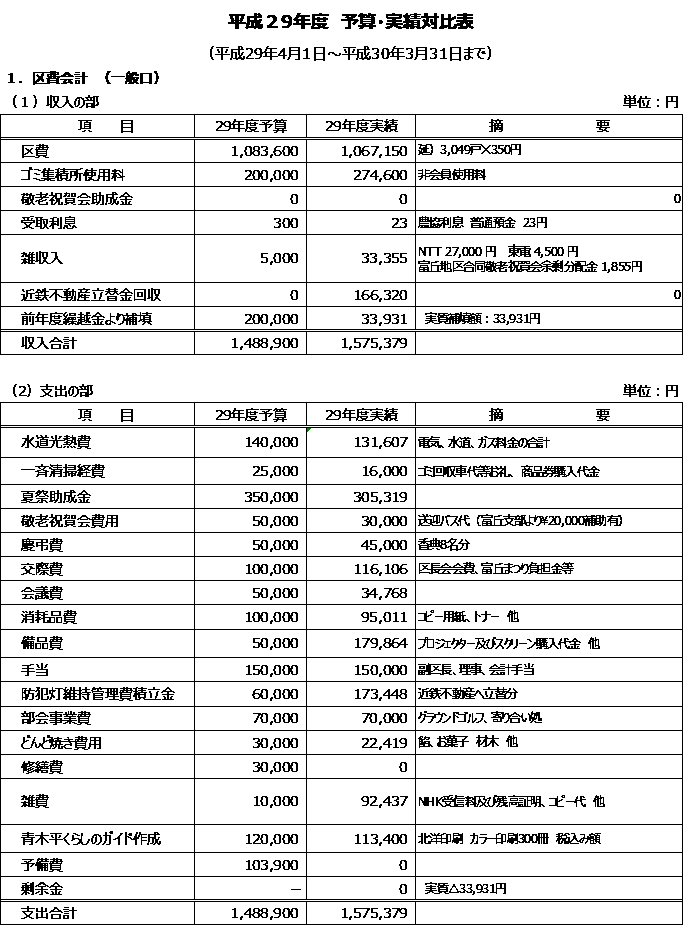 平成29年度 予算・実績対比表
(平成29年4月1日～平成30年3月31日まで)
1. 区費会計 (一般口)
(1) 収入の部 単位：円
項 目 29年度予算 29年度実績 摘 要
区費 1,083,600 1,067,150 延) 3,049戸×350円
ゴミ集積所使用料 200,000 274,600 非会員使用料
敬老祝賀会助成金 0 0 0
受取利息 300 23 農協利息 普通預金 23円
雑収入 5,000 33,355 NTT 27,000 円 東電 4,500 円
富丘地区合同敬老祝賀会余剰分配金 1,855円
近鉄不動産立替金回収 0 166,320 0
前年度繰越金より補填 200,000 33,931 実質補填額：33,931円
収入合計 1,488,900 1,575,379
(2) 支出の部 単位：円
項 目 29年度予算 29年度実績 摘 要
水道光熱費 140,000 131,607 電気、水道、ガス料金の合計
一斉清掃経費 25,000 16,000 ゴミ回収車代等お礼、商品券購入代金
夏祭助成金 350,000 305,319
敬老祝賀会費用 50,000 30,000 送迎バス代 (富丘支部より¥20,000補助有)
慶弔費 50,000 45,000 香典8名分
交際費 100,000 116,106 区長会会費、富丘まつり負担金等
会議費 50,000 34,768
消耗品費 100,000 95,011 コピー用紙、トナー 他
備品費 50,000 179,864 プロジェクター及びスクリーン購入代金 他
手当 150,000 150,000 副区長、理事、会計手当
防犯灯維持管理費積立金 60,000 173,448 近鉄不動産へ立替分
部会事業費 70,000 70,000 グラウンドゴルフ、寄り合い処
どんど焼き費用 30,000 22,419 餡、お菓子 材木 他
修繕費 30,000 0
雑費 10,000 92,437 NHK受信料及び残高証明、コピー代 他
青木平くらしのガイド作成 120,000 113,400 北洋印刷 カラー印刷300冊 税込み額
予備費 103,900 0
剰余金 － 0 実質△33,931円
支出合計 1,488,900 1,575,379